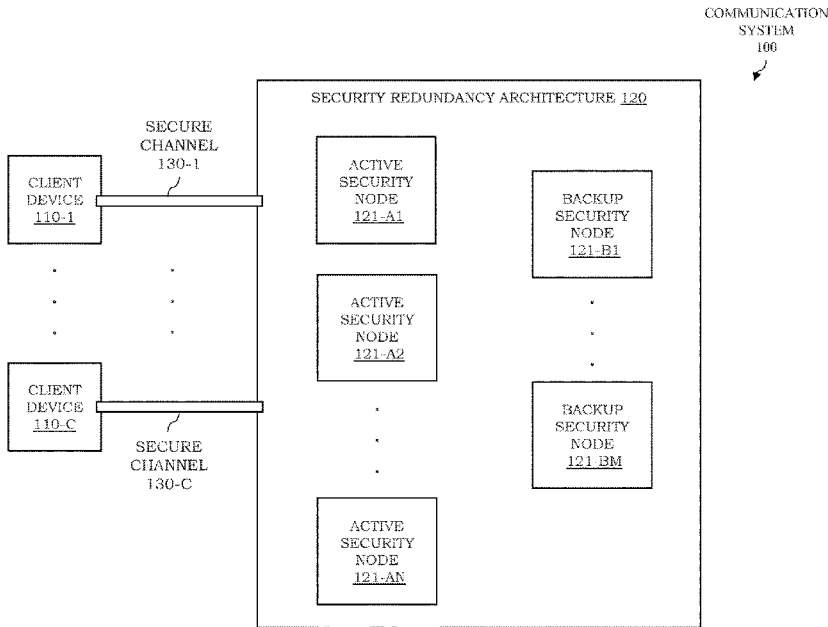 COMMUNICATION
SYSTEM
100
SECURITY REDUNDANCY ARCHITECTURE 120
SECURE
CHANNEL
130-1
CLIENT
DEVICE
110-1
ACTIVE
SECURITY
NODE
121-A1
BACKUP
SECURITY
NODE
121-B1
ACTIVE
SECURITY
NODE
121-A2
CLIENT
DEVICE
110-C
SECURE
CHANNEL
130-C
BACKUP
SECURITY
NODE
121-BM
ACTIVE
SECURITY
NODE
121-AN